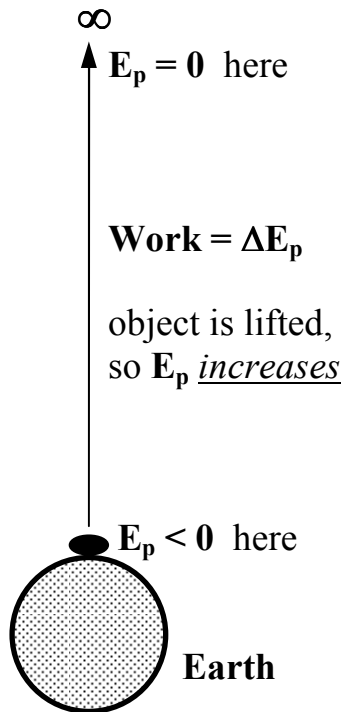 ∞
Eₚ = 0 here
Work = ΔEₚ
object is lifted,
so Eₚ increases
Eₚ < 0 here
Earth